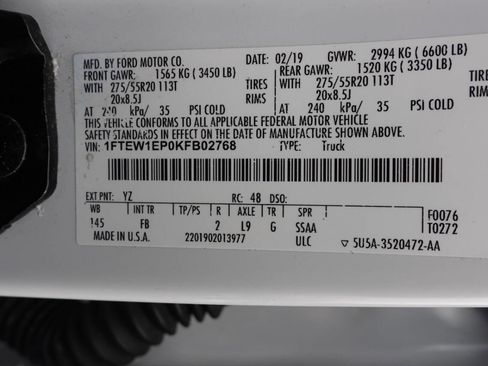 MFD. BY FORD MOTOR CO. DATE: 02/19 GVWR: 2994 KG ( 6600 LB)
FRONT GAWR: 1565 KG ( 3450 LB) REAR GAWR: 1520 KG ( 3350 LB)
WITH 275/55R20 113T TIRES WITH 275/55R20 113T TIRES
20x8.5J RIMS 20x8.5J RIMS
AT 240 kPa/ 35 PSI COLD AT 240 kPa/ 35 PSI COLD
THIS VEHICLE CONFORMS TO ALL APPLICABLE FEDERAL MOTOR VEHICLE
SAFETY STANDARDS IN EFFECT ON THE DATE OF MANUFACTURE SHOWN ABOVE.
VIN: 1FTEW1EP0KFB02768 TYPE: Truck
EXT PNT: YZ RC: 48 DSO:
WB INT TR TP/PS R AXLE TR SPR F0076
145 FB 2 L9 G SSAA T0272
MADE IN U.S.A. 2201902013977 ULC 5U5A-3520472-AA